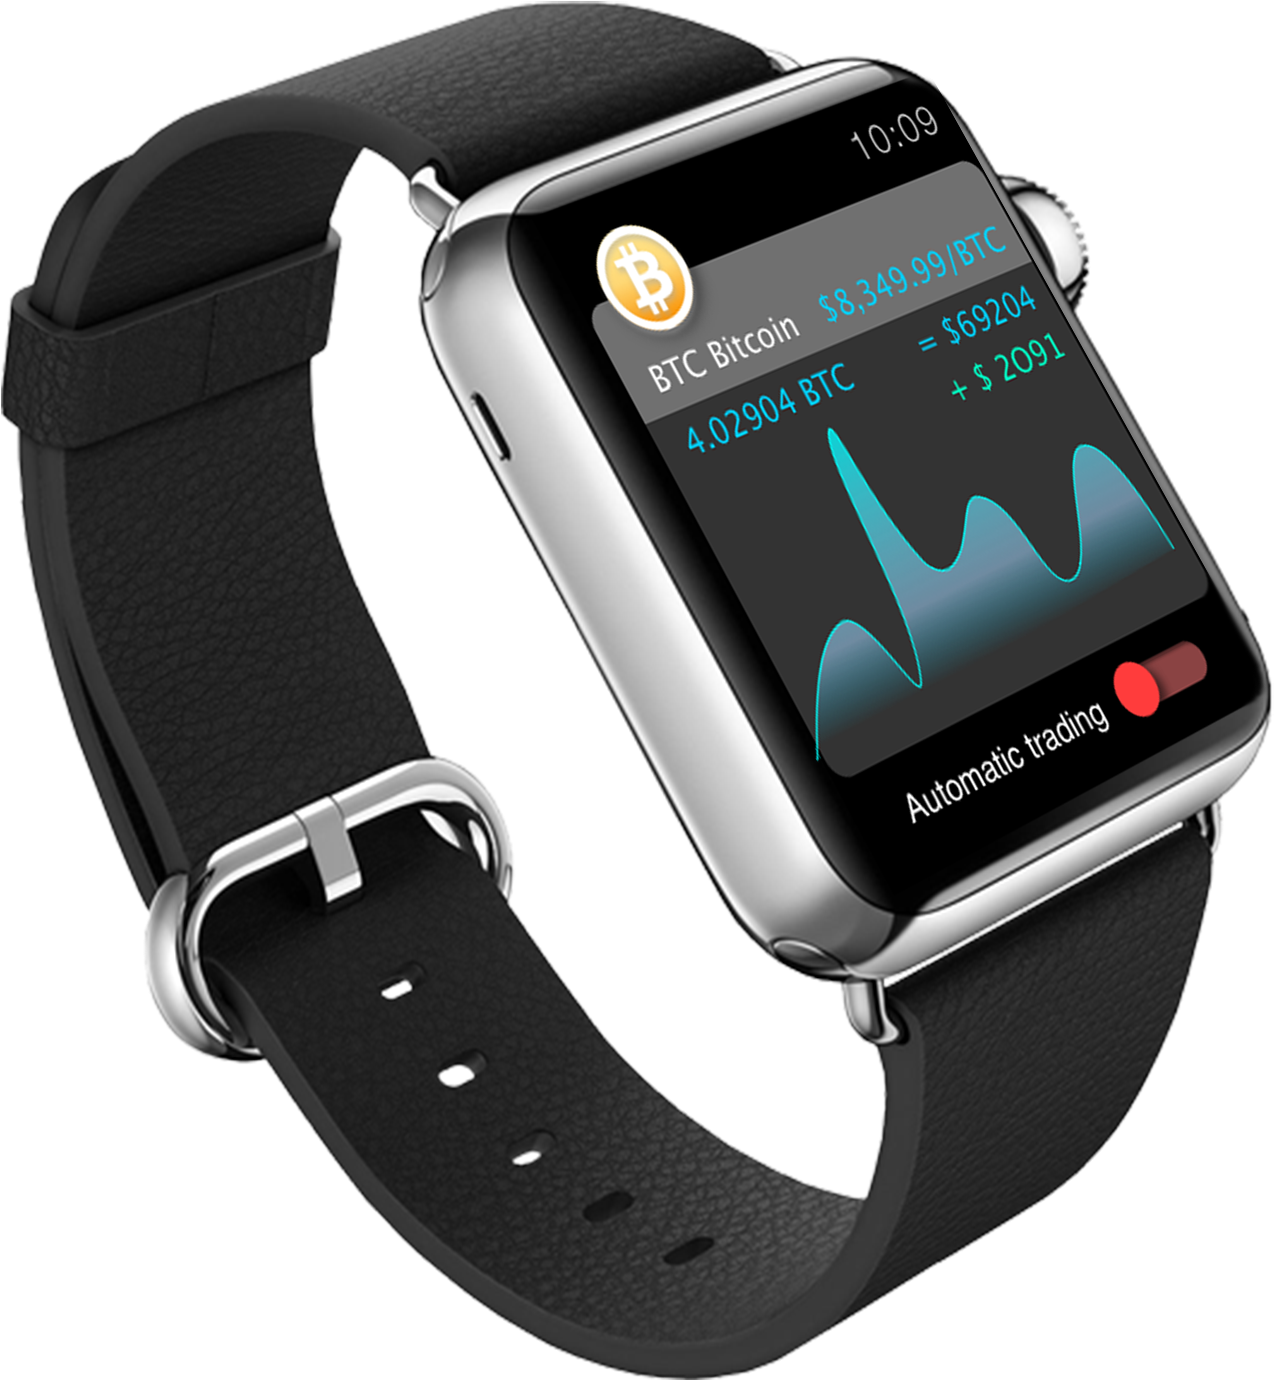 10:09
BTC Bitcoin $8,349.99/BTC
4.02904 BTC = $69204
+ $ 2091
Automatic trading